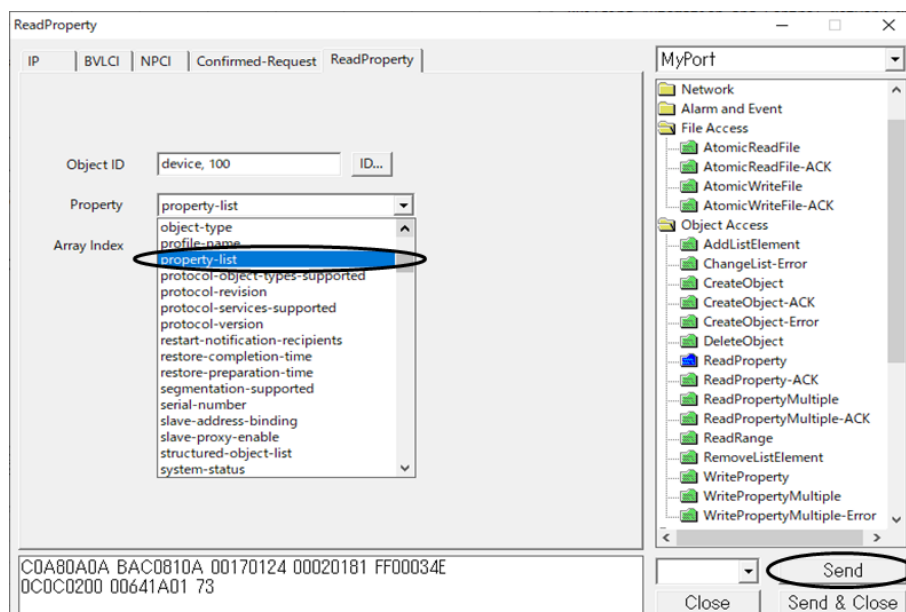 ReadProperty
IP BVLCI NPCI Confirmed-Request ReadProperty
Object ID device, 100 ID...
Property property-list
Array Index
object-type
profile-name
property-list
protocol-object-types-supported
protocol-revision
protocol-services-supported
protocol-version
restart-notification-recipients
restore-completion-time
restore-preparation-time
segmentation-supported
serial-number
slave-address-binding
slave-proxy-enable
structured-object-list
system-status
C0A80A0A BAC0810A 00170124 00020181 FF00034E
0C0C0200 00641A01 73
MyPort
Network
Alarm and Event
File Access
AtomicReadFile
AtomicReadFile-ACK
AtomicWriteFile
AtomicWriteFile-ACK
Object Access
AddListElement
ChangeList-Error
CreateObject
CreateObject-ACK
CreateObject-Error
DeleteObject
ReadProperty
ReadProperty-ACK
ReadPropertyMultiple
ReadPropertyMultiple-ACK
ReadRange
RemoveListElement
WriteProperty
WritePropertyMultiple
WritePropertyMultiple-Error
Send
Close Send & Close